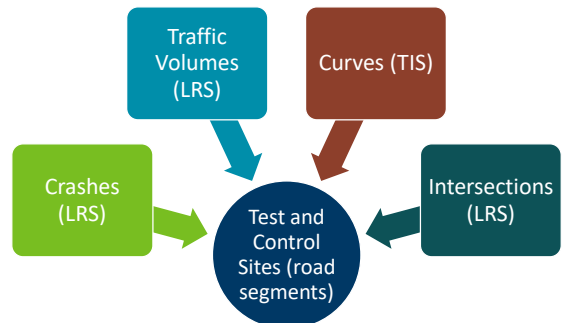 Traffic
Volumes
(LRS)
Curves (TIS)
Crashes
(LRS)
Intersections
(LRS)
Test and
Control
Sites (road
segments)